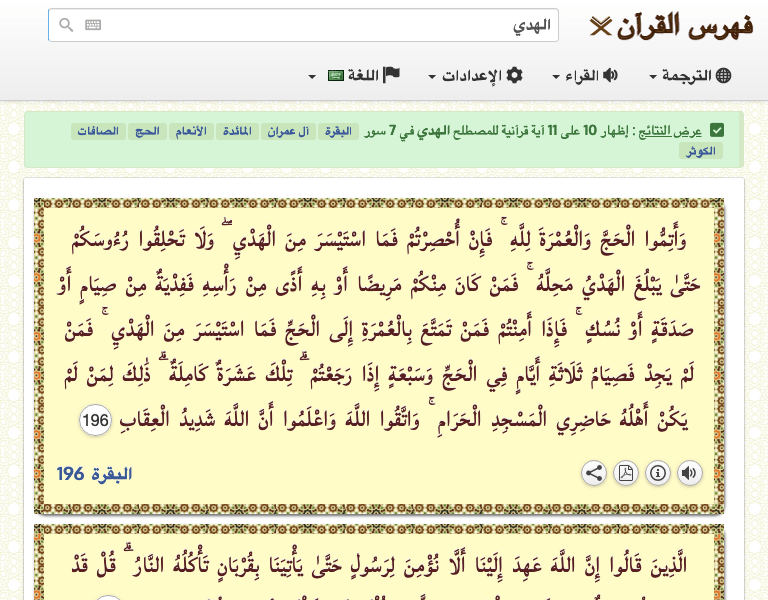 فهرس القرآن
الهدي
الترجمة القراء الإعدادات اللغة
عرض النتائج : إظهار 10 على 11 آية قرآنية للمصطلح الهدي في 7 سور البقرة آل عمران المائدة الأنعام الحج الصافات
الكوثر
وَأَتِمُّوا الْحَجَّ وَالْعُمْرَةَ لِلَّهِ ۚ فَإِنْ أُحْصِرْتُمْ فَمَا اسْتَيْسَرَ مِنَ الْهَدْيِ ۖ وَلَا تَحْلِقُوا رُءُوسَكُمْ
حَتَّىٰ يَبْلُغَ الْهَدْيُ مَحِلَّهُ ۚ فَمَنْ كَانَ مِنْكُمْ مَرِيضًا أَوْ بِهِ أَذًى مِنْ رَأْسِهِ فَفِدْيَةٌ مِنْ صِيَامٍ أَوْ
صَدَقَةٍ أَوْ نُسُكٍ ۚ فَإِذَا أَمِنْتُمْ فَمَنْ تَمَتَّعَ بِالْعُمْرَةِ إِلَى الْحَجِّ فَمَا اسْتَيْسَرَ مِنَ الْهَدْيِ ۚ فَمَنْ
لَمْ يَجِدْ فَصِيَامُ ثَلَاثَةِ أَيَّامٍ فِي الْحَجِّ وَسَبْعَةٍ إِذَا رَجَعْتُمْ ۗ تِلْكَ عَشَرَةٌ كَامِلَةٌ ۗ ذَٰلِكَ لِمَنْ لَمْ
يَكُنْ أَهْلُهُ حَاضِرِي الْمَسْجِدِ الْحَرَامِ ۚ وَاتَّقُوا اللَّهَ وَاعْلَمُوا أَنَّ اللَّهَ شَدِيدُ الْعِقَابِ 196
البقرة 196
الَّذِينَ قَالُوا إِنَّ اللَّهَ عَهِدَ إِلَيْنَا أَلَّا نُؤْمِنَ لِرَسُولٍ حَتَّىٰ يَأْتِيَنَا بِقُرْبَانٍ تَأْكُلُهُ النَّارُ ۗ قُلْ قَدْ